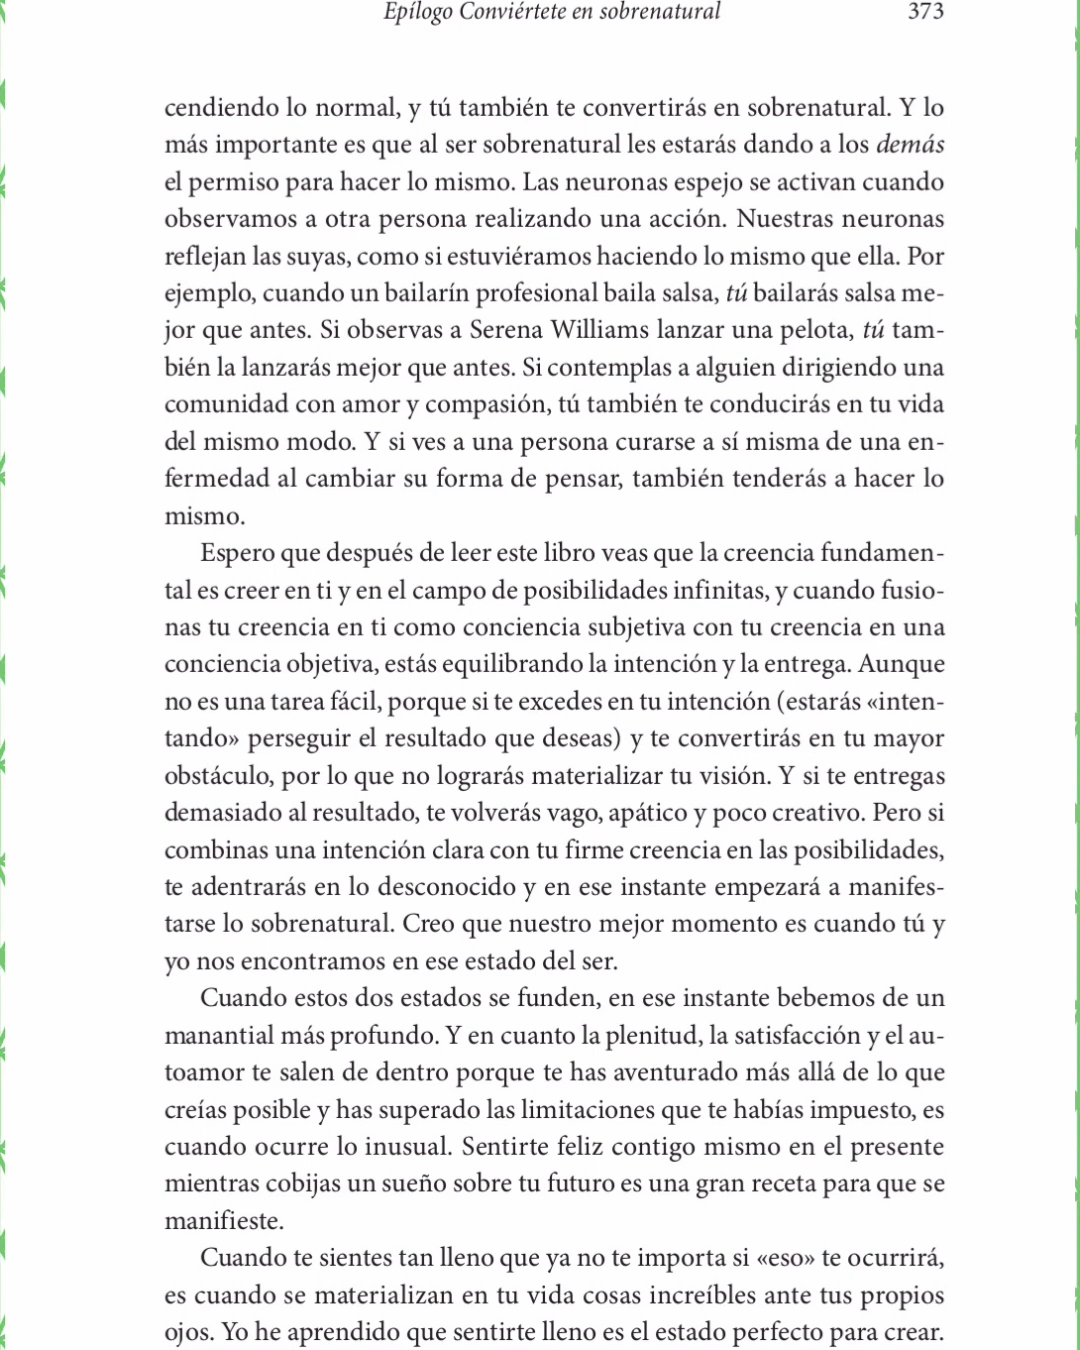 Epílogo Conviértete en sobrenatural 373
cendiendo lo normal, y tú también te convertirás en sobrenatural. Y lo
más importante es que al ser sobrenatural les estarás dando a los demás
el permiso para hacer lo mismo. Las neuronas espejo se activan cuando
observamos a otra persona realizando una acción. Nuestras neuronas
reflejan las suyas, como si estuviéramos haciendo lo mismo que ella. Por
ejemplo, cuando un bailarín profesional baila salsa, tú bailarás salsa me-
jor que antes. Si observas a Serena Williams lanzar una pelota, tú tam-
bién la lanzarás mejor que antes. Si contemplas a alguien dirigiendo una
comunidad con amor y compasión, tú también te conducirás en tu vida
del mismo modo. Y si ves a una persona curarse a sí misma de una en-
fermedad al cambiar su forma de pensar, también tenderás a hacer lo
mismo.
Espero que después de leer este libro veas que la creencia fundamen-
tal es creer en ti y en el campo de posibilidades infinitas, y cuando fusio-
nas tu creencia en ti como conciencia subjetiva con tu creencia en una
conciencia objetiva, estás equilibrando la intención y la entrega. Aunque
no es una tarea fácil, porque si te excedes en tu intención (estarás «inten-
tando» perseguir el resultado que deseas) y te convertirás en tu mayor
obstáculo, por lo que no lograrás materializar tu visión. Y si te entregas
demasiado al resultado, te volverás vago, apático y poco creativo. Pero si
combinas una intención clara con tu firme creencia en las posibilidades,
te adentrarás en lo desconocido y en ese instante empezará a manifes-
tarse lo sobrenatural. Creo que nuestro mejor momento es cuando tú y
yo nos encontramos en ese estado del ser.
Cuando estos dos estados se funden, en ese instante bebemos de un
manantial más profundo. Y en cuanto la plenitud, la satisfacción y el au-
toamor te salen de dentro porque te has aventurado más allá de lo que
creías posible y has superado las limitaciones que te habías impuesto, es
cuando ocurre lo inusual. Sentirte feliz contigo mismo en el presente
mientras cobijas un sueño sobre tu futuro es una gran receta para que se
manifieste.
Cuando te sientes tan lleno que ya no te importa si «eso» te ocurrirá,
es cuando se materializan en tu vida cosas increíbles ante tus propios
ojos. Yo he aprendido que sentirte lleno es el estado perfecto para crear.